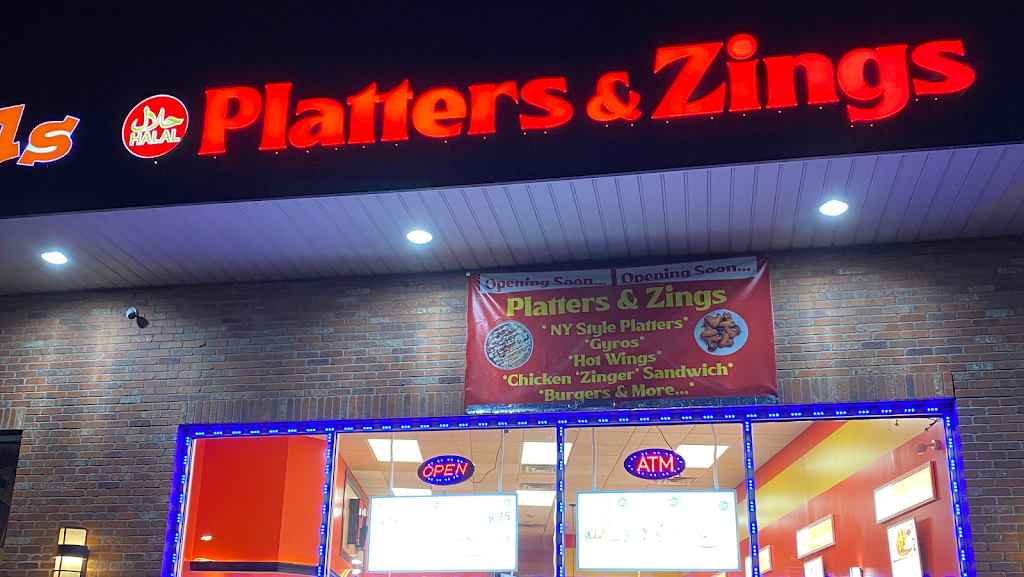 ls
حلال
HALAL
Platters & Zings
Opening Soon... Opening Soon...
Platters & Zings
* NY Style Platters*
*Gyros*
*Hot Wings*
*Chicken 'Zinger' Sandwich*
*Burgers & More...*
OPEN
ATM
8.75